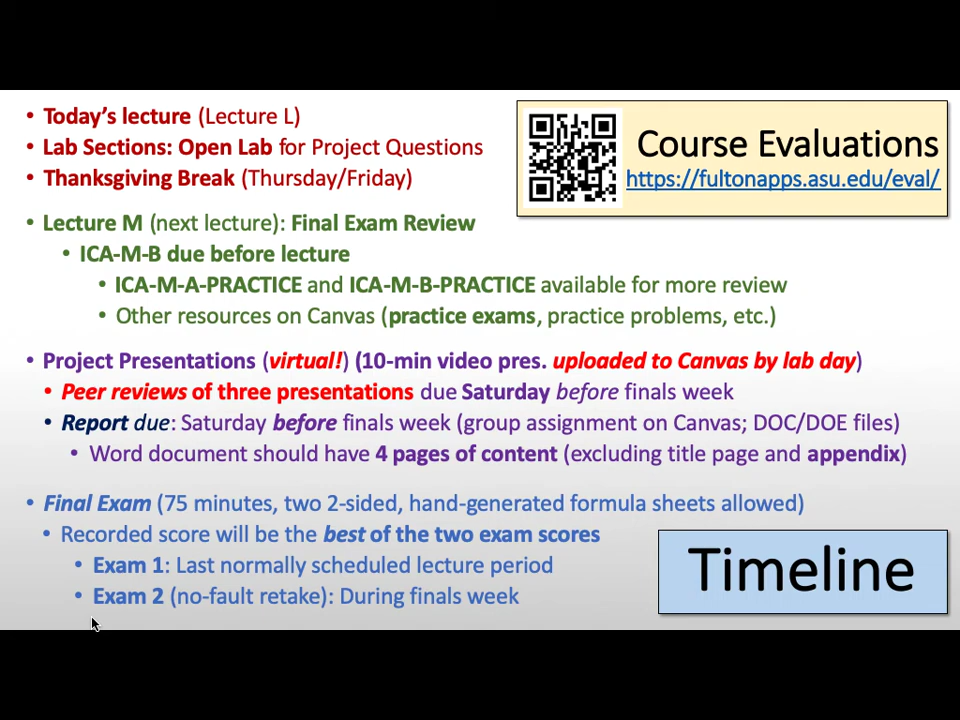 • Today's lecture (Lecture L)
• Lab Sections: Open Lab for Project Questions
• Thanksgiving Break (Thursday/Friday)
Course Evaluations
https://fultonapps.asu.edu/eval/
• Lecture M (next lecture): Final Exam Review
• ICA-M-B due before lecture
• ICA-M-A-PRACTICE and ICA-M-B-PRACTICE available for more review
• Other resources on Canvas (practice exams, practice problems, etc.)
• Project Presentations (virtual!) (10-min video pres. uploaded to Canvas by lab day)
• Peer reviews of three presentations due Saturday before finals week
• Report due: Saturday before finals week (group assignment on Canvas; DOC/DOE files)
• Word document should have 4 pages of content (excluding title page and appendix)
• Final Exam (75 minutes, two 2-sided, hand-generated formula sheets allowed)
• Recorded score will be the best of the two exam scores
• Exam 1: Last normally scheduled lecture period
• Exam 2 (no-fault retake): During finals week
Timeline